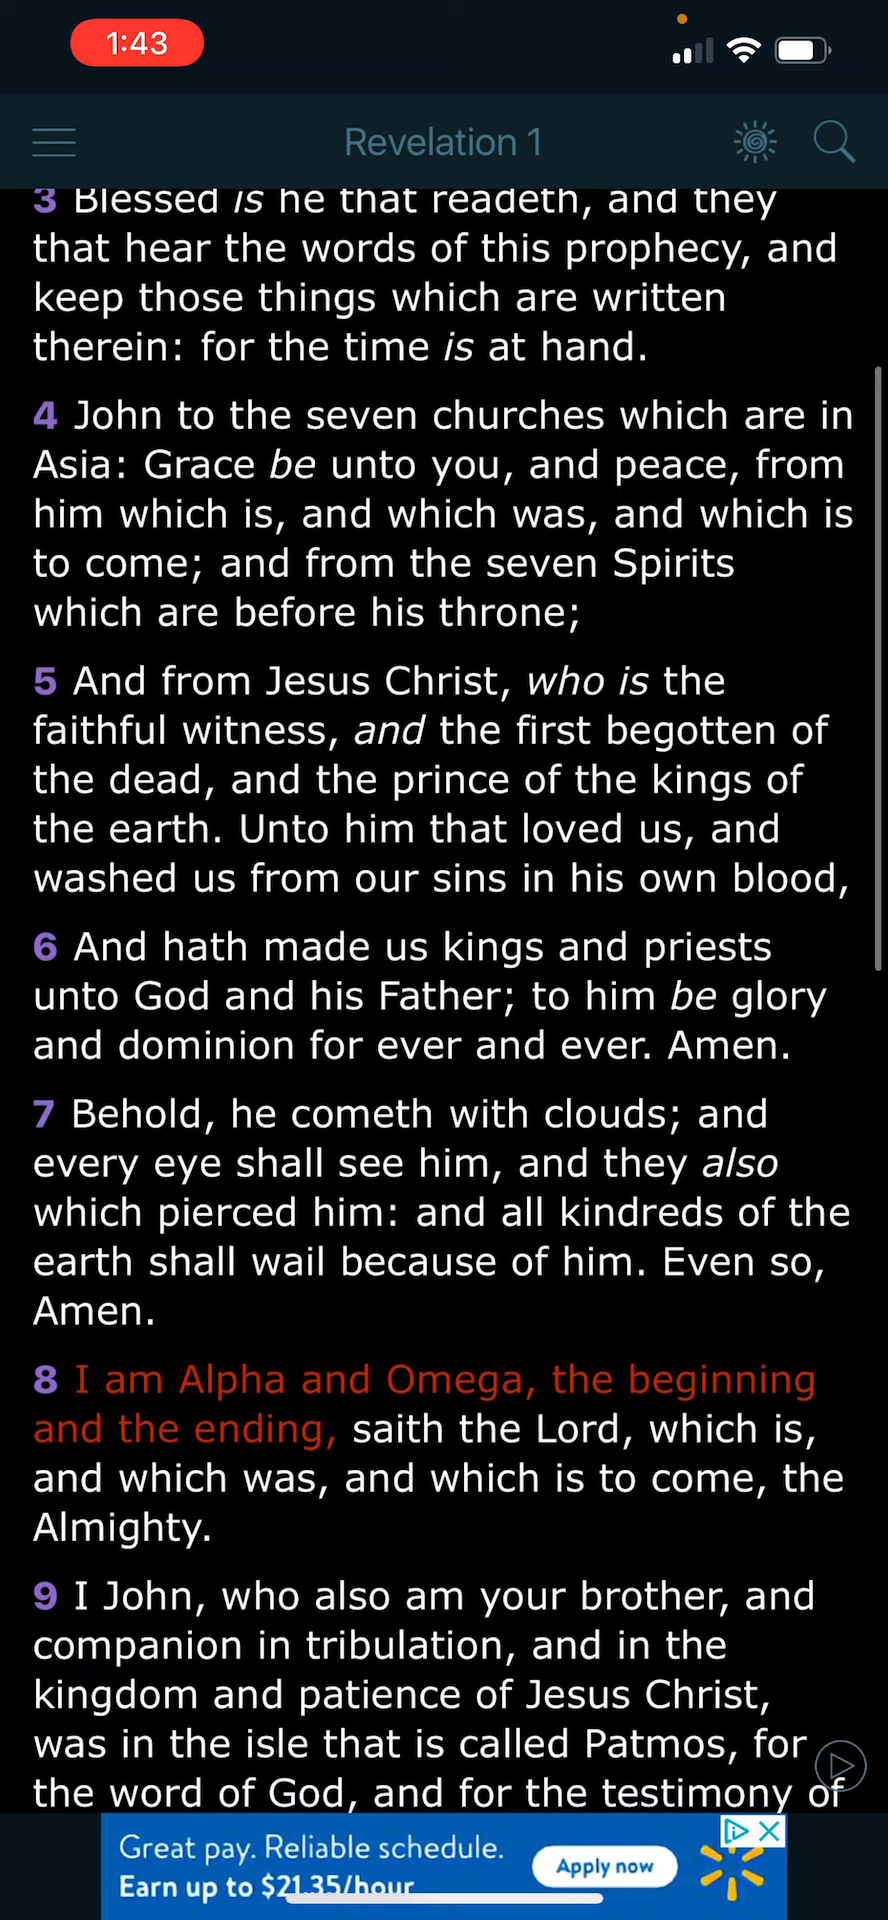 1:43
Revelation 1
3 Blessed is he that readeth, and they
that hear the words of this prophecy, and
keep those things which are written
therein: for the time is at hand.
4 John to the seven churches which are in
Asia: Grace be unto you, and peace, from
him which is, and which was, and which is
to come; and from the seven Spirits
which are before his throne;
5 And from Jesus Christ, who is the
faithful witness, and the first begotten of
the dead, and the prince of the kings of
the earth. Unto him that loved us, and
washed us from our sins in his own blood,
6 And hath made us kings and priests
unto God and his Father; to him be glory
and dominion for ever and ever. Amen.
7 Behold, he cometh with clouds; and
every eye shall see him, and they also
which pierced him: and all kindreds of the
earth shall wail because of him. Even so,
Amen.
8 I am Alpha and Omega, the beginning
and the ending, saith the Lord, which is,
and which was, and which is to come, the
Almighty.
9 I John, who also am your brother, and
companion in tribulation, and in the
kingdom and patience of Jesus Christ,
was in the isle that is called Patmos, for
the word of God, and for the testimony of
Great pay. Reliable schedule.
Earn up to $21.35/hour
Apply now